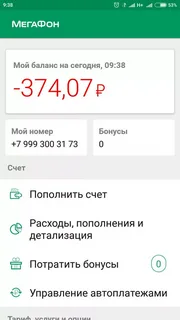 9:38
53%
МЕГАФОН
Мой баланс на сегодня, 09:38
-374,07 ₽
Мой номер
+7 999 300 31 73
Бонусы
0
Счет
Пополнить счет
Расходы, пополнения и
детализация
Потратить бонусы
0
Управление автоплатежами
Тариф, услуги и опции